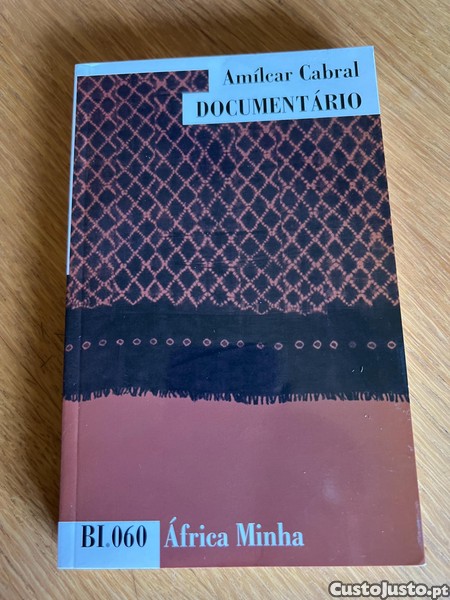 Amílcar Cabral
DOCUMENTÁRIO
BI.060 África Minha
CustoJusto.pt